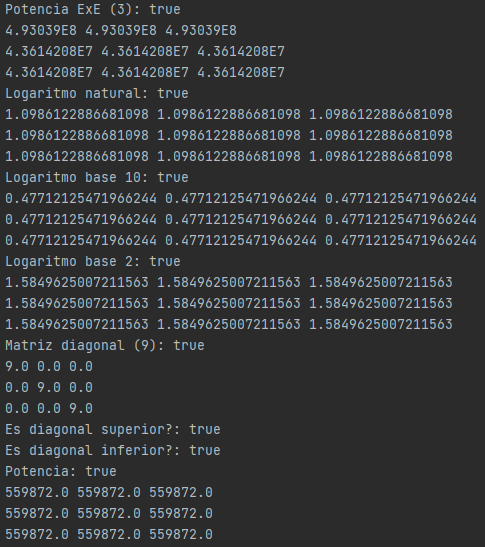 Potencia ExE (3): true
4.93039E8 4.93039E8 4.93039E8
4.3614208E7 4.3614208E7 4.3614208E7
4.3614208E7 4.3614208E7 4.3614208E7
Logaritmo natural: true
1.0986122886681098 1.0986122886681098 1.0986122886681098
1.0986122886681098 1.0986122886681098 1.0986122886681098
1.0986122886681098 1.0986122886681098 1.0986122886681098
Logaritmo base 10: true
0.47712125471966244 0.47712125471966244 0.47712125471966244
0.47712125471966244 0.47712125471966244 0.47712125471966244
0.47712125471966244 0.47712125471966244 0.47712125471966244
Logaritmo base 2: true
1.5849625007211563 1.5849625007211563 1.5849625007211563
1.5849625007211563 1.5849625007211563 1.5849625007211563
1.5849625007211563 1.5849625007211563 1.5849625007211563
Matriz diagonal (9): true
9.0 0.0 0.0
0.0 9.0 0.0
0.0 0.0 9.0
Es diagonal superior?: true
Es diagonal inferior?: true
Potencia: true
559872.0 559872.0 559872.0
559872.0 559872.0 559872.0
559872.0 559872.0 559872.0